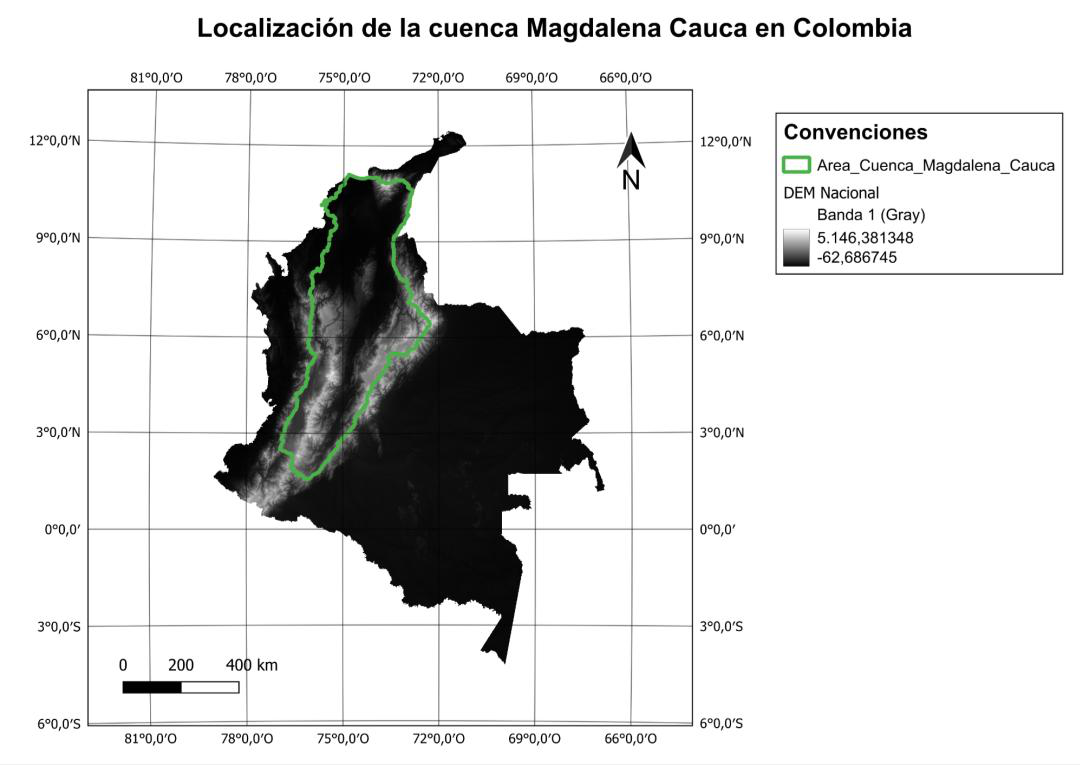 Localización de la cuenca Magdalena Cauca en Colombia
81°0,0'O 78°0,0'O 75°0,0'O 72°0,0'O 69°0,0'O 66°0,0'O
12°0,0'N 12°0,0'N
N
9°0,0'N 9°0,0'N
6°0,0'N 6°0,0'N
3°0,0'N 3°0,0'N
0°0,0' 0°0,0'
3°0,0'S 3°0,0'S
0 200 400 km
6°0,0'S 6°0,0'S
81°0,0'O 78°0,0'O 75°0,0'O 72°0,0'O 69°0,0'O 66°0,0'O
Convenciones
Area_Cuenca_Magdalena_Cauca
DEM Nacional
Banda 1 (Gray)
5.146,381348
-62,686745